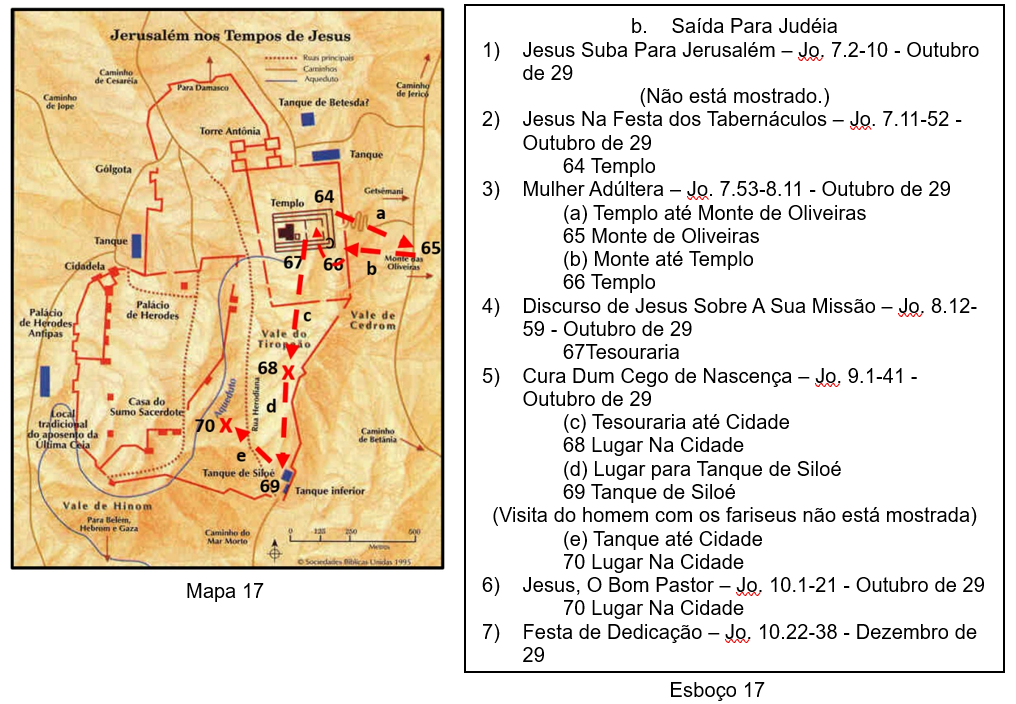 Jerusalém nos Tempos de Jesus
Ruas principais
Caminhos
Aqueduto
Caminho
de Cesaréia
Para Damasco
Caminho
de Jope
Caminho
de Jericó
Tanque de Betesda?
Torre Antônia
Tanque
Gólgota
Getsêmani
Templo
64
a
65
Tanque
67
66
b
Monte das
Oliveiras
Cidadela
Palácio
de Herodes
Palácio
de Herodes
Antipas
c
Vale de
Cedrom
Vale do
Tiropeão
68
X
Aqueduto
Rua Herodiana
d
Casa do
Sumo Sacerdote
70
X
Local
tradicional
do aposento da
Última Ceia
e
Caminho
de Betânia
Tanque de Siloé
69
Tanque inferior
Vale de Hinom
Para Belém,
Hebrom e Gaza
Caminho do
Mar Morto
0 125 250 500
Metros
© Sociedades Bíblicas Unidas 1995
Mapa 17
b. Saída Para Judéia
1) Jesus Suba Para Jerusalém – Jo. 7.2-10 - Outubro
de 29
(Não está mostrado.)
2) Jesus Na Festa dos Tabernáculos – Jo. 7.11-52 -
Outubro de 29
64 Templo
3) Mulher Adúltera – Jo. 7.53-8.11 - Outubro de 29
(a) Templo até Monte de Oliveiras
65 Monte de Oliveiras
(b) Monte até Templo
66 Templo
4) Discurso de Jesus Sobre A Sua Missão – Jo. 8.12-
59 - Outubro de 29
67Tesouraria
5) Cura Dum Cego de Nascença – Jo. 9.1-41 -
Outubro de 29
(c) Tesouraria até Cidade
68 Lugar Na Cidade
(d) Lugar para Tanque de Siloé
69 Tanque de Siloé
(Visita do homem com os fariseus não está mostrada)
(e) Tanque até Cidade
70 Lugar Na Cidade
6) Jesus, O Bom Pastor – Jo. 10.1-21 - Outubro de 29
70 Lugar Na Cidade
7) Festa de Dedicação – Jo. 10.22-38 - Dezembro de
29
Esboço 17